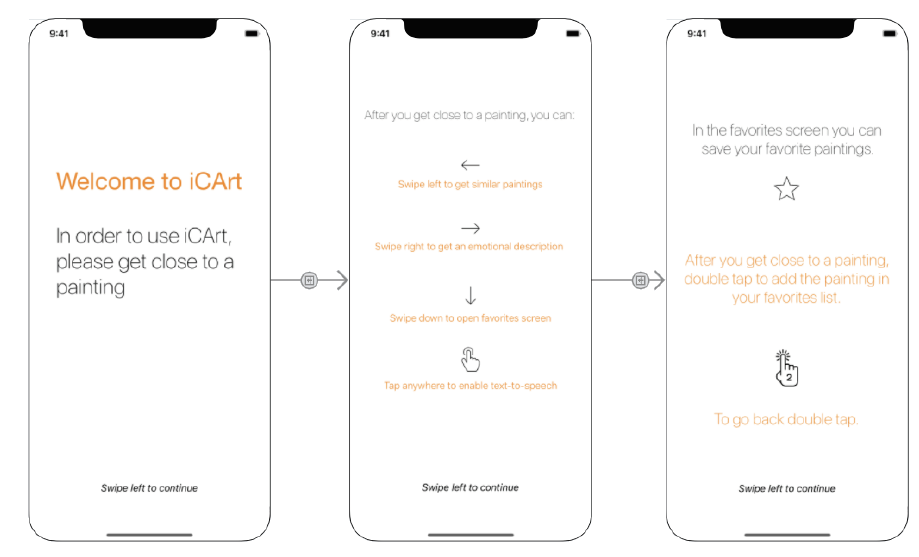 9:41
Welcome to iCArt
In order to use iCArt,
please get close to a
painting
Swipe left to continue
9:41
After you get close to a painting, you can:
Swipe left to get similar paintings
Swipe right to get an emotional description
Swipe down to open favorites screen
Tap anywhere to enable text-to-speech
Swipe left to continue
9:41
In the favorites screen you can
save your favorite paintings.
After you get close to a painting,
double tap to add the painting in
your favorites list.
2
To go back double tap.
Swipe left to continue